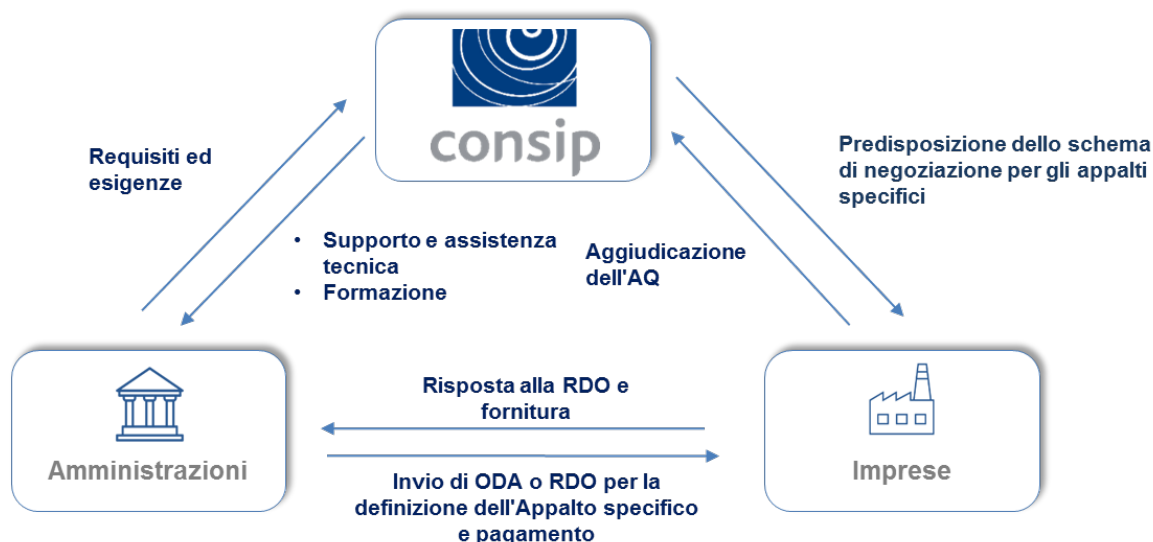 consip
Requisiti ed
esigenze
Predisposizione dello schema
di negoziazione per gli appalti
specifici
• Supporto e assistenza
tecnica
• Formazione
Aggiudicazione
dell'AQ
Risposta alla RDO e
fornitura
Amministrazioni
Imprese
Invio di ODA o RDO per la
definizione dell'Appalto specifico
e pagamento